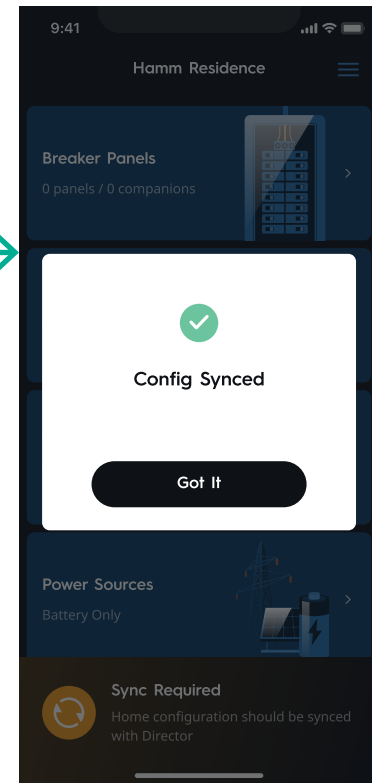 9:41
Hamm Residence
Breaker Panels
0 panels / 0 companions
Config Synced
Got It
Power Sources
Battery Only
Sync Required
Home configuration should be synced
with Director